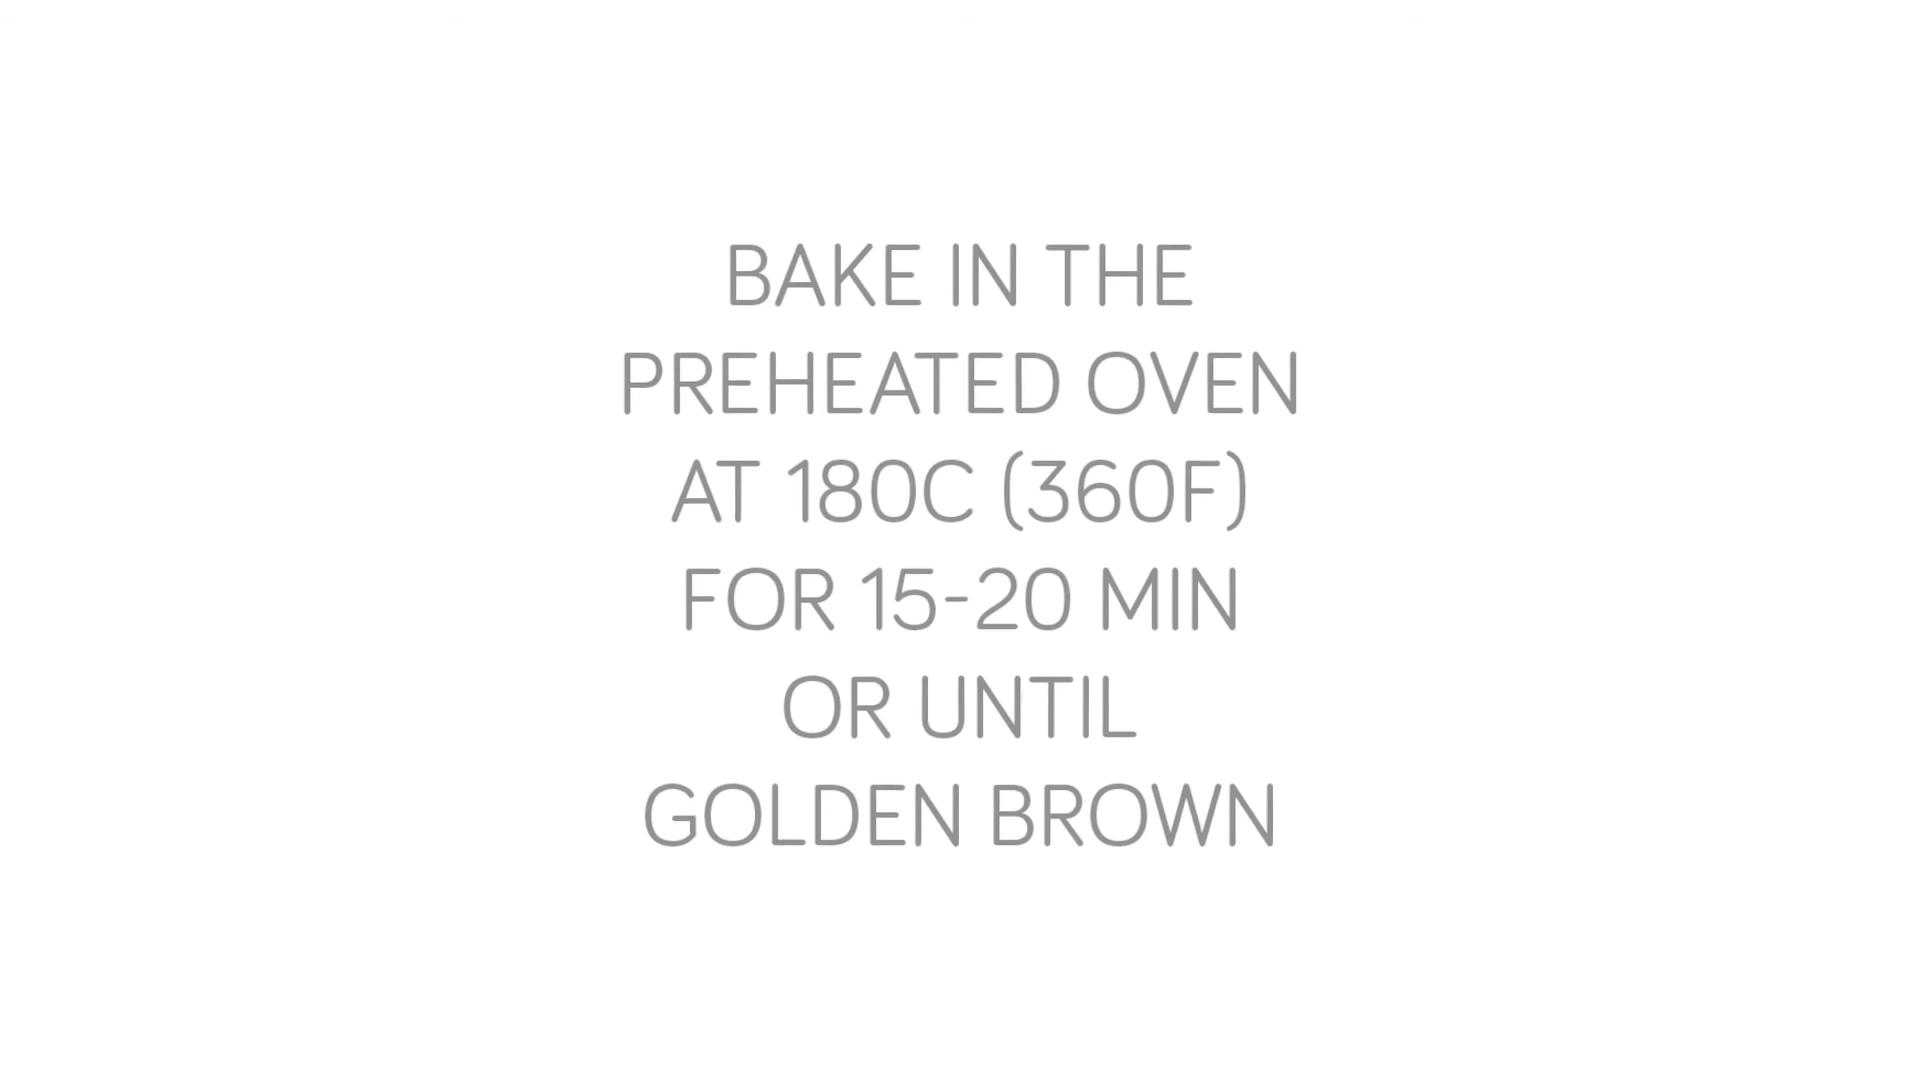 BAKE IN THE
PREHEATED OVEN
AT 180C (360F)
FOR 15-20 MIN
OR UNTIL
GOLDEN BROWN